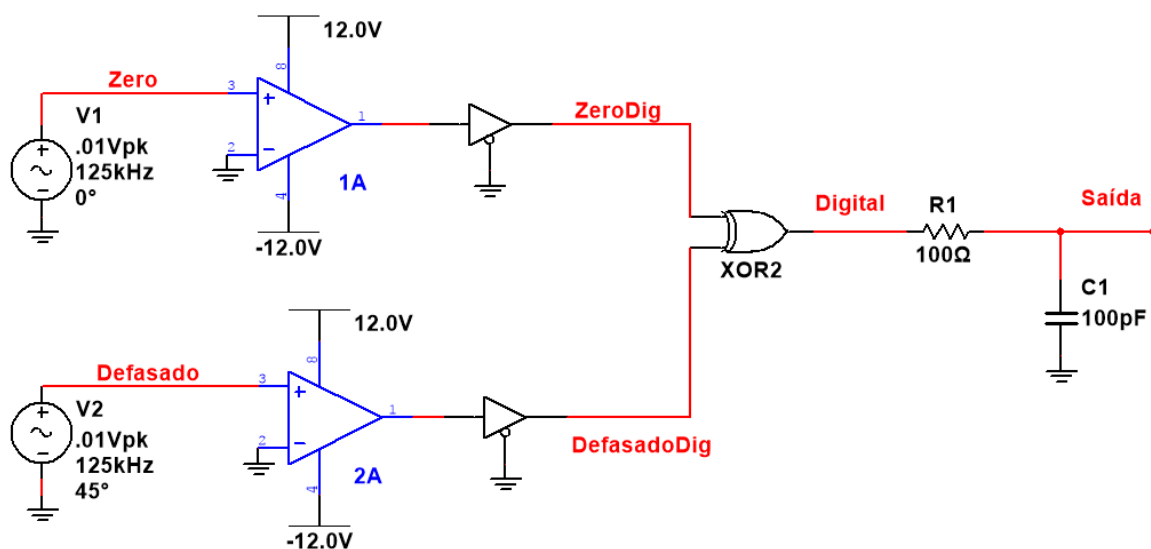 12.0V
Zero
8
3
V1
.01Vpk
125kHz
0°
+
−
1
2
4
1A
-12.0V
ZeroDig
Digital
R1
100Ω
Saída
XOR2
C1
100pF
12.0V
Defasado
8
3
V2
.01Vpk
125kHz
45°
+
−
1
2
4
2A
-12.0V
DefasadoDig